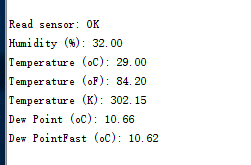 Read sensor: OK
Humidity (%): 32.00
Temperature (oC): 29.00
Temperature (oF): 84.20
Temperature (K): 302.15
Dew Point (oC): 10.66
Dew PointFast (oC): 10.62